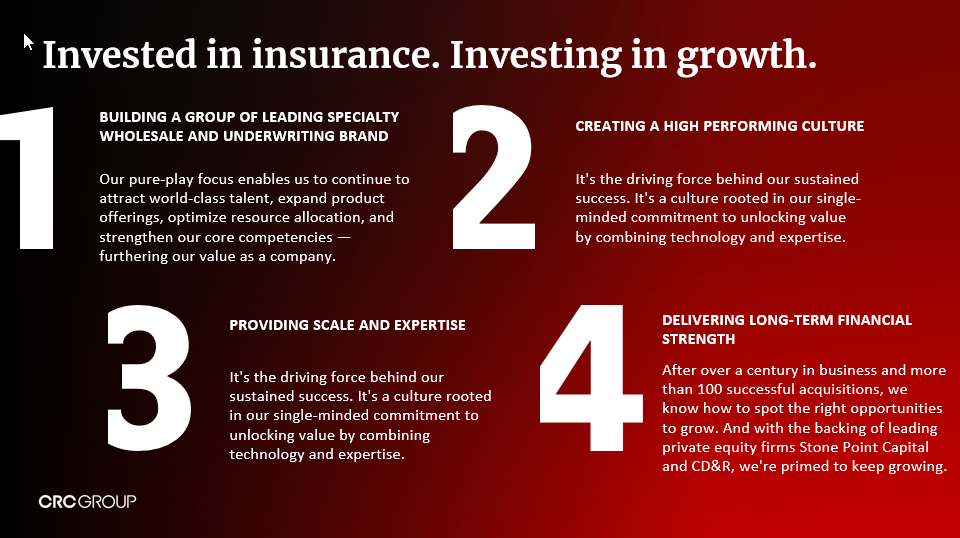 Invested in insurance. Investing in growth.
1
BUILDING A GROUP OF LEADING SPECIALTY
WHOLESALE AND UNDERWRITING BRAND
Our pure-play focus enables us to continue to
attract world-class talent, expand product
offerings, optimize resource allocation, and
strengthen our core competencies —
furthering our value as a company.
2
CREATING A HIGH PERFORMING CULTURE
It's the driving force behind our sustained
success. It's a culture rooted in our single-
minded commitment to unlocking value
by combining technology and expertise.
3
PROVIDING SCALE AND EXPERTISE
It's the driving force behind our
sustained success. It's a culture rooted
in our single-minded commitment to
unlocking value by combining
technology and expertise.
4
DELIVERING LONG-TERM FINANCIAL
STRENGTH
After over a century in business and more
than 100 successful acquisitions, we
know how to spot the right opportunities
to grow. And with the backing of leading
private equity firms Stone Point Capital
and CD&R, we're primed to keep growing.
CRCGROUP